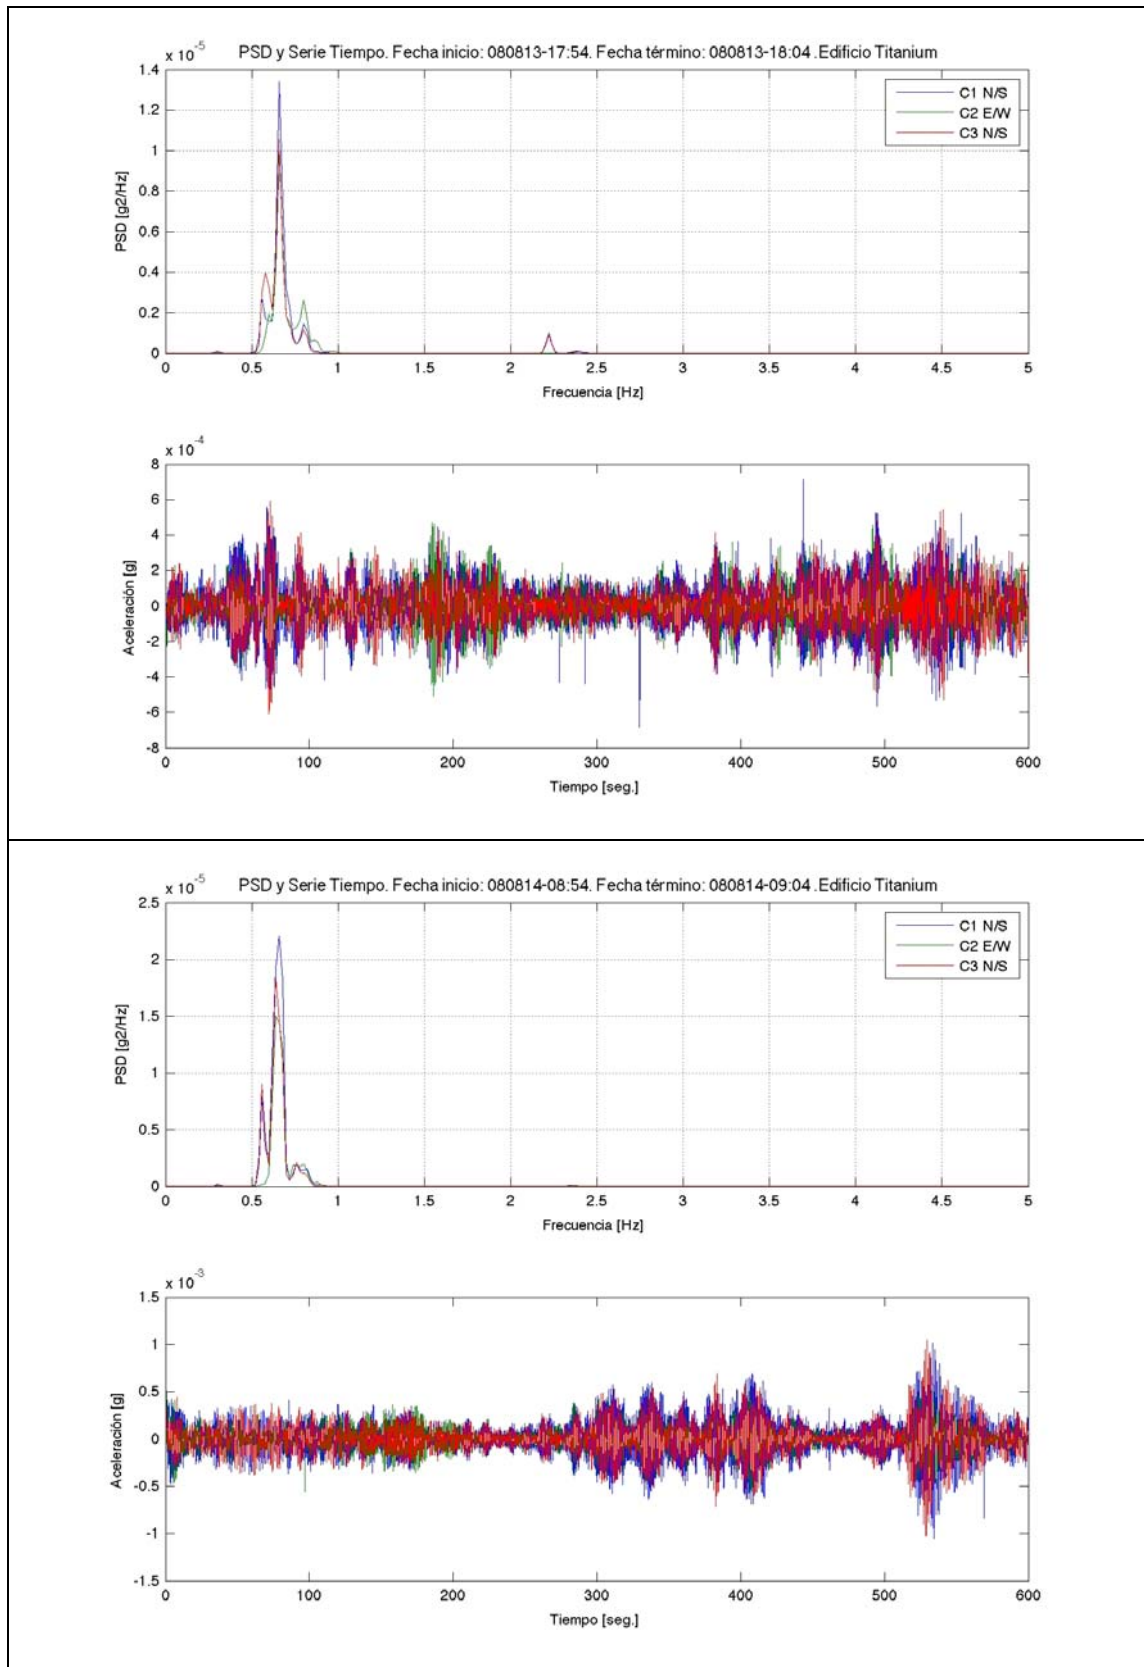 PSD y Serie Tiempo. Fecha inicio: 080813-17:54. Fecha término: 080813-18:04 .Edificio Titanium
x 10-5
1.4
1.2
1
0.8
0.6
0.4
0.2
0
PSD [g2/Hz]
C1 N/S
C2 E/W
C3 N/S
0 0.5 1 2 2.5 3 3.5 4 4.5 5
Frecuencia [Hz]
x 10-4
8
6
4
2
0
-2
-4
-6
-8
Aceleración [g]
0 100 200 300 400 500 600
Tiempo [seg.]
PSD y Serie Tiempo. Fecha inicio: 080814-08:54. Fecha término: 080814-09:04 .Edificio Titanium
x 10-5
2.5
2
1.5
1
0.5
0
PSD [g2/Hz]
C1 N/S
C2 E/W
C3 N/S
0 0.5 1 2 2.5 3 3.5 4 4.5 5
Frecuencia [Hz]
x 10-3
1.5
1
0.5
0
-0.5
-1
-1.5
Aceleración [g]
0 100 200 300 400 500 600
Tiempo [seg.]